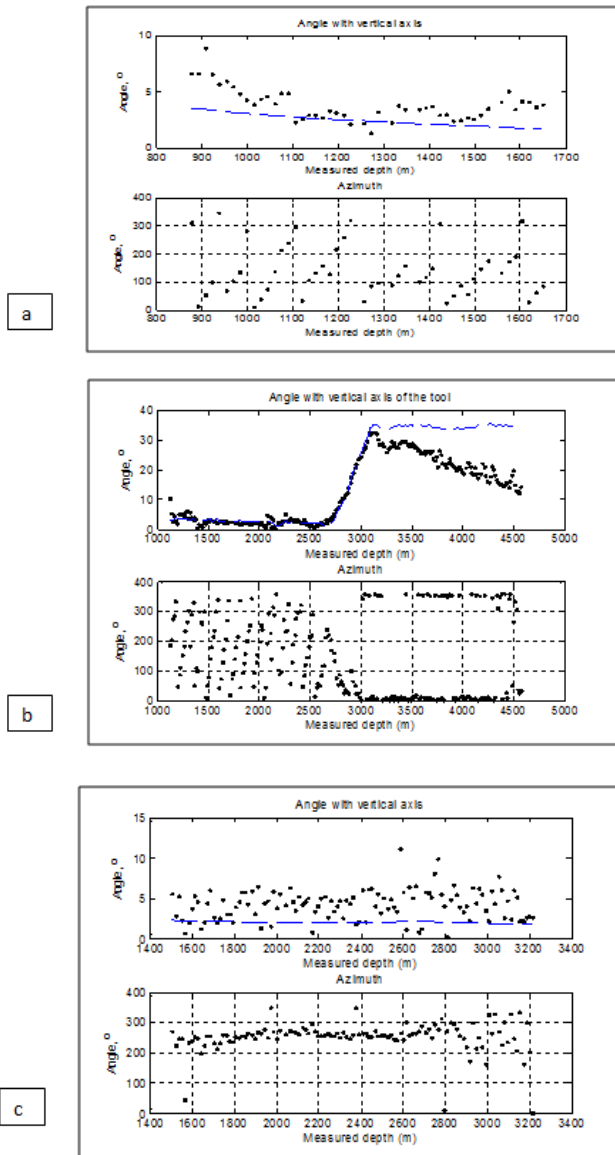 Angle with vertical axis
10
5
0
Angle, º
800 900 1000 1100 1200 1300 1400 1500 1600 1700
Measured depth (m)
Azimuth
400
300
200
100
0
Angle, º
800 900 1000 1100 1200 1300 1400 1500 1600 1700
Measured depth (m)
a
Angle with vertical axis of the tool
40
30
20
10
0
Angle, º
1000 1500 2000 2500 3000 3500 4000 4500 5000
Measured depth (m)
Azimuth
400
300
200
100
0
Angle, º
1000 1500 2000 2500 3000 3500 4000 4500 5000
Measured depth (m)
b
Angle with vertical axis
15
10
5
0
Angle, º
1400 1600 1800 2000 2200 2400 2600 2800 3000 3200 3400
Measured depth (m)
Azimuth
400
300
200
100
0
Angle, º
1400 1600 1800 2000 2200 2400 2600 2800 3000 3200 3400
Measured depth (m)
c